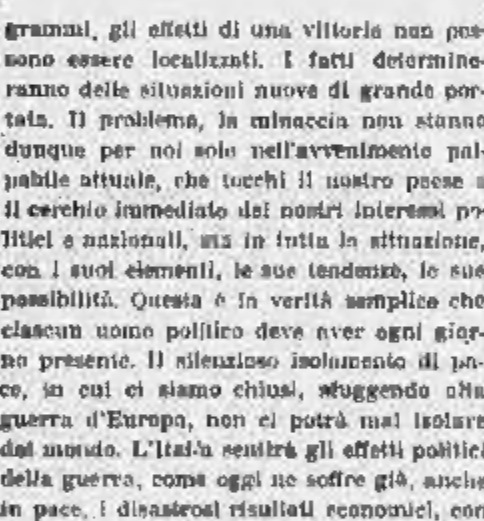 grammi, gli effetti di una vittoria non pos-
sono essere localizzati. I fatti determine-
ranno delle situazioni nuove di grande por-
tata. Il problema, la minaccia non stanno
dunque per noi solo nell'avvenimento pal-
pabile attuale, che tocchi il nostro paese e
il cerchio immediato dei nostri interessi po-
litici e nazionali, ma in tutta la situazione,
con i suoi elementi, le sue tendenze, le sue
possibilità. Questa è la verità semplice che
ciascun uomo politico deve aver ogni gior-
no presente. Il silenzioso isolamento di pa-
ce, in cui ci siamo chiusi, sfuggendo alla
guerra d'Europa, non ci potrà mai isolare
dal mondo. L'Italia sentirà gli effetti politici
della guerra, come oggi ne soffre già, anche
in pace, i disastrosi risultati economici, con